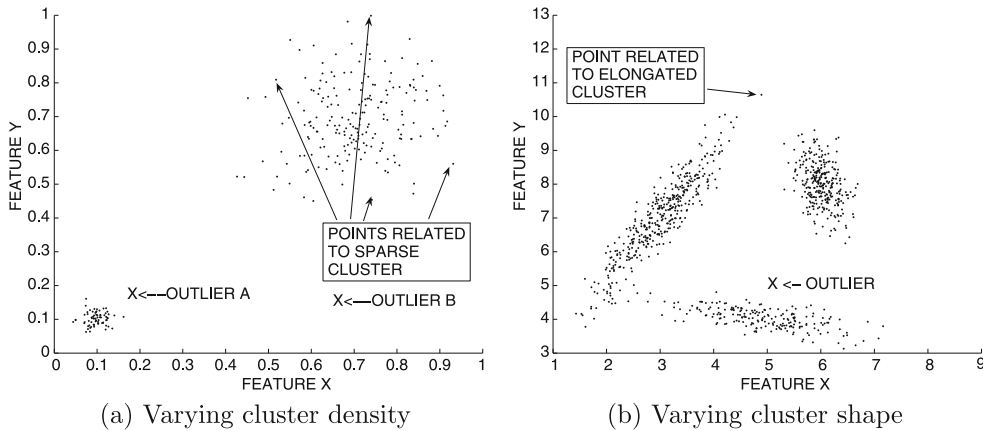 1
0.9
0.8
0.7
0.6
0.5
0.4
0.3
0.2
0.1
0
FEATURE Y
POINTS RELATED
TO SPARSE
CLUSTER
X<--OUTLIER A
X<--OUTLIER B
0 0.1 0.2 0.3 0.4 0.5 0.6 0.7 0.8 0.9 1
FEATURE X
(a) Varying cluster density
13
12
11
10
9
8
7
6
5
4
3
FEATURE Y
POINT RELATED
TO ELONGATED
CLUSTER
X <- OUTLIER
1 2 3 4 5 6 7 8 9
FEATURE X
(b) Varying cluster shape